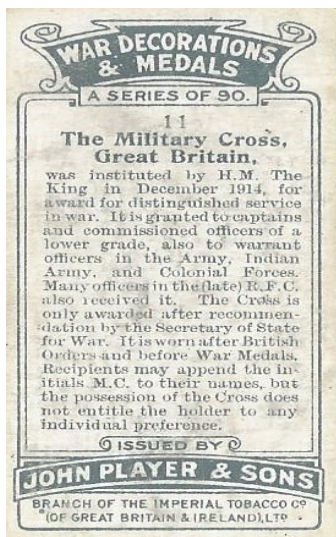 WAR DECORATIONS
& MEDALS
A SERIES OF 90.
11
The Military Cross,
Great Britain,
was instituted by H.M. The
King in December 1914, for
award for distinguished service
in war. It is granted to captains
and commissioned officers of a
lower grade, also to warrant
officers in the Army, Indian
Army, and Colonial Forces.
Many officers in the (late) R.F.C.
also received it. The Cross is
only awarded after recommen-
dation by the Secretary of State
for War. It is worn after British
Orders and before War Medals.
Recipients may append the in-
itials M.C. to their names, but
the possession of the Cross does
not entitle the holder to any
individual preference.
ISSUED BY
JOHN PLAYER & SONS
BRANCH OF THE IMPERIAL TOBACCO CO
(OF GREAT BRITAIN & IRELAND), LTD